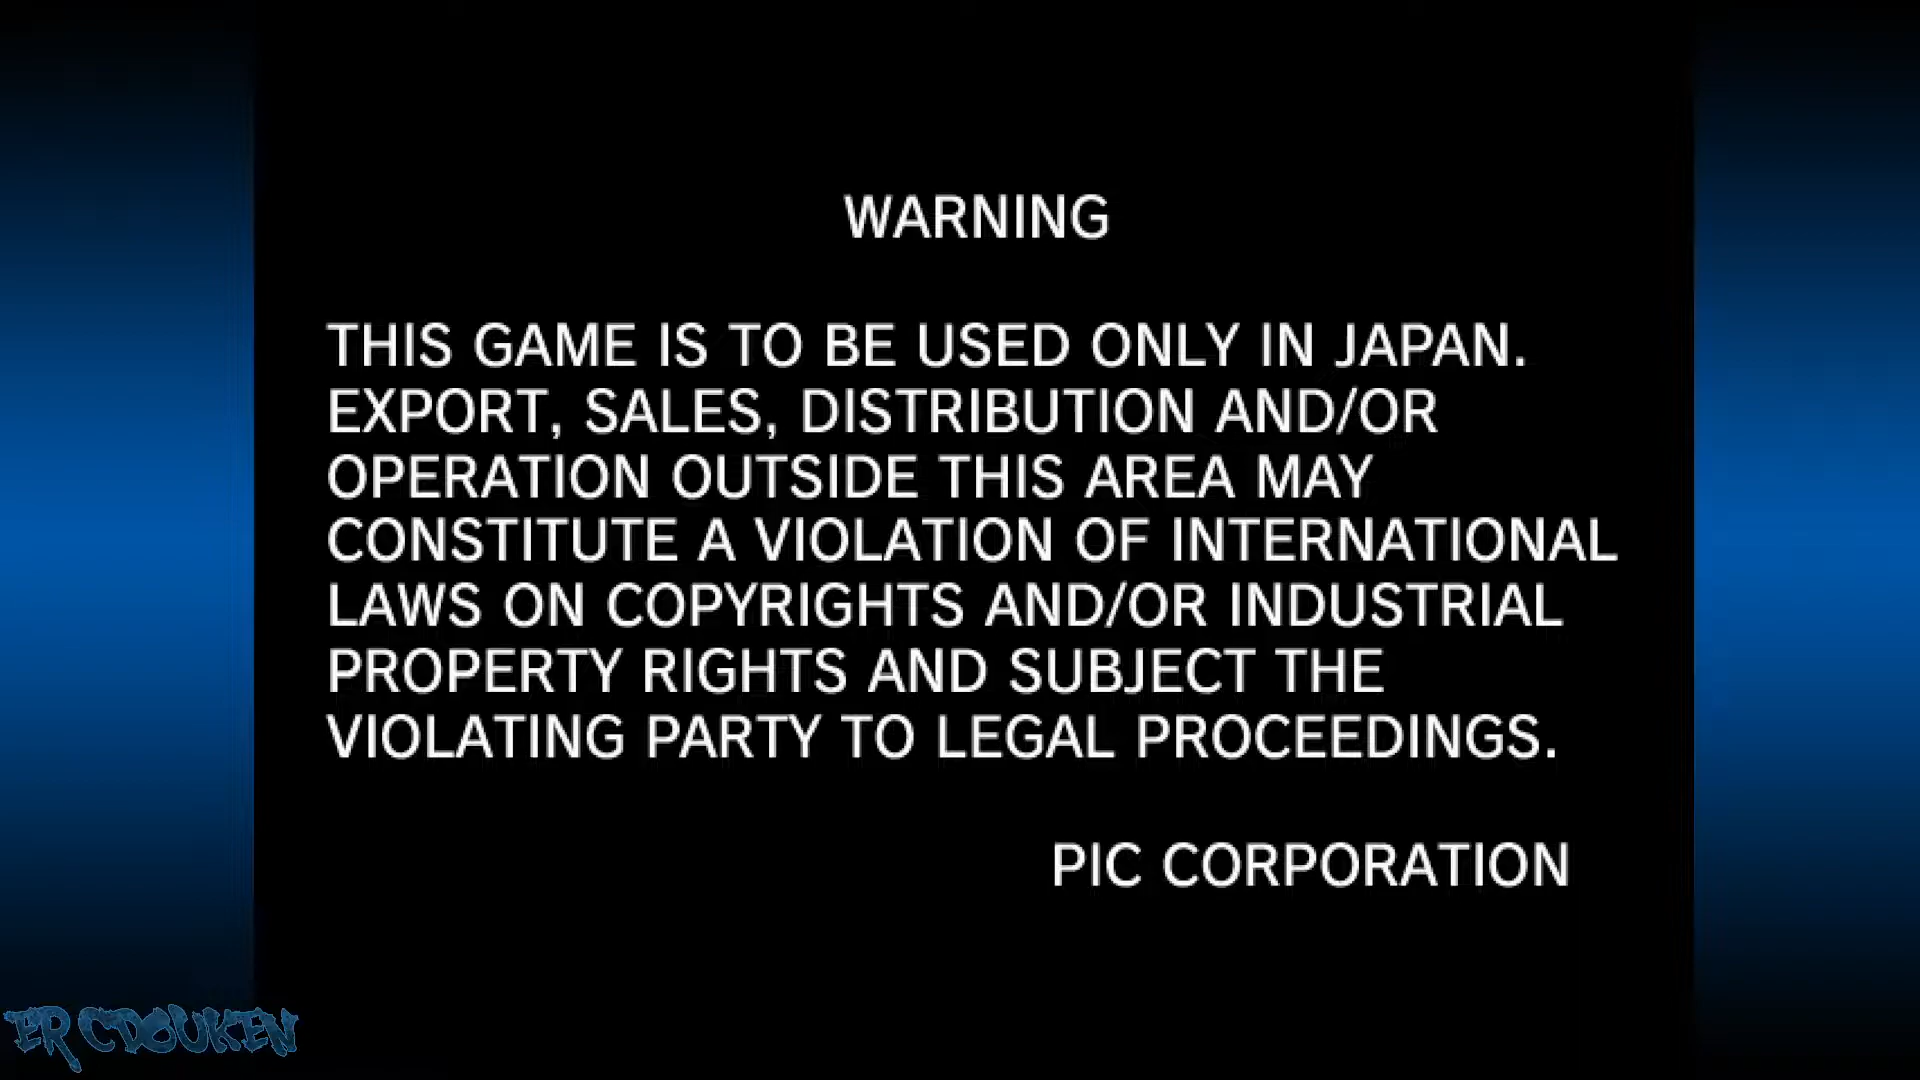 WARNING
THIS GAME IS TO BE USED ONLY IN JAPAN.
EXPORT, SALES, DISTRIBUTION AND/OR
OPERATION OUTSIDE THIS AREA MAY
CONSTITUTE A VIOLATION OF INTERNATIONAL
LAWS ON COPYRIGHTS AND/OR INDUSTRIAL
PROPERTY RIGHTS AND SUBJECT THE
VIOLATING PARTY TO LEGAL PROCEEDINGS.
PIC CORPORATION
ER CDOUKEN